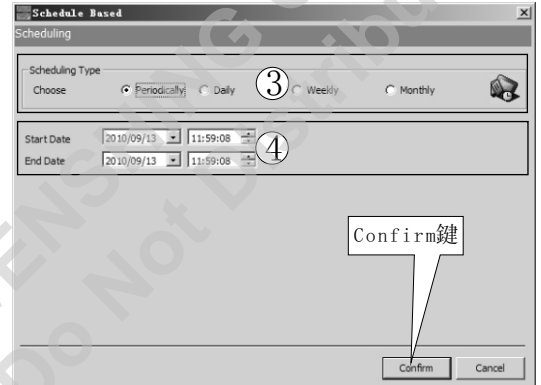 Schedule Based
Scheduling
Scheduling Type
Choose Periodically Daily ③ Weekly Monthly
Start Date 2010/09/13 11:59:08
④
End Date 2010/09/13 11:59:08
Confirm鍵
Confirm Cancel